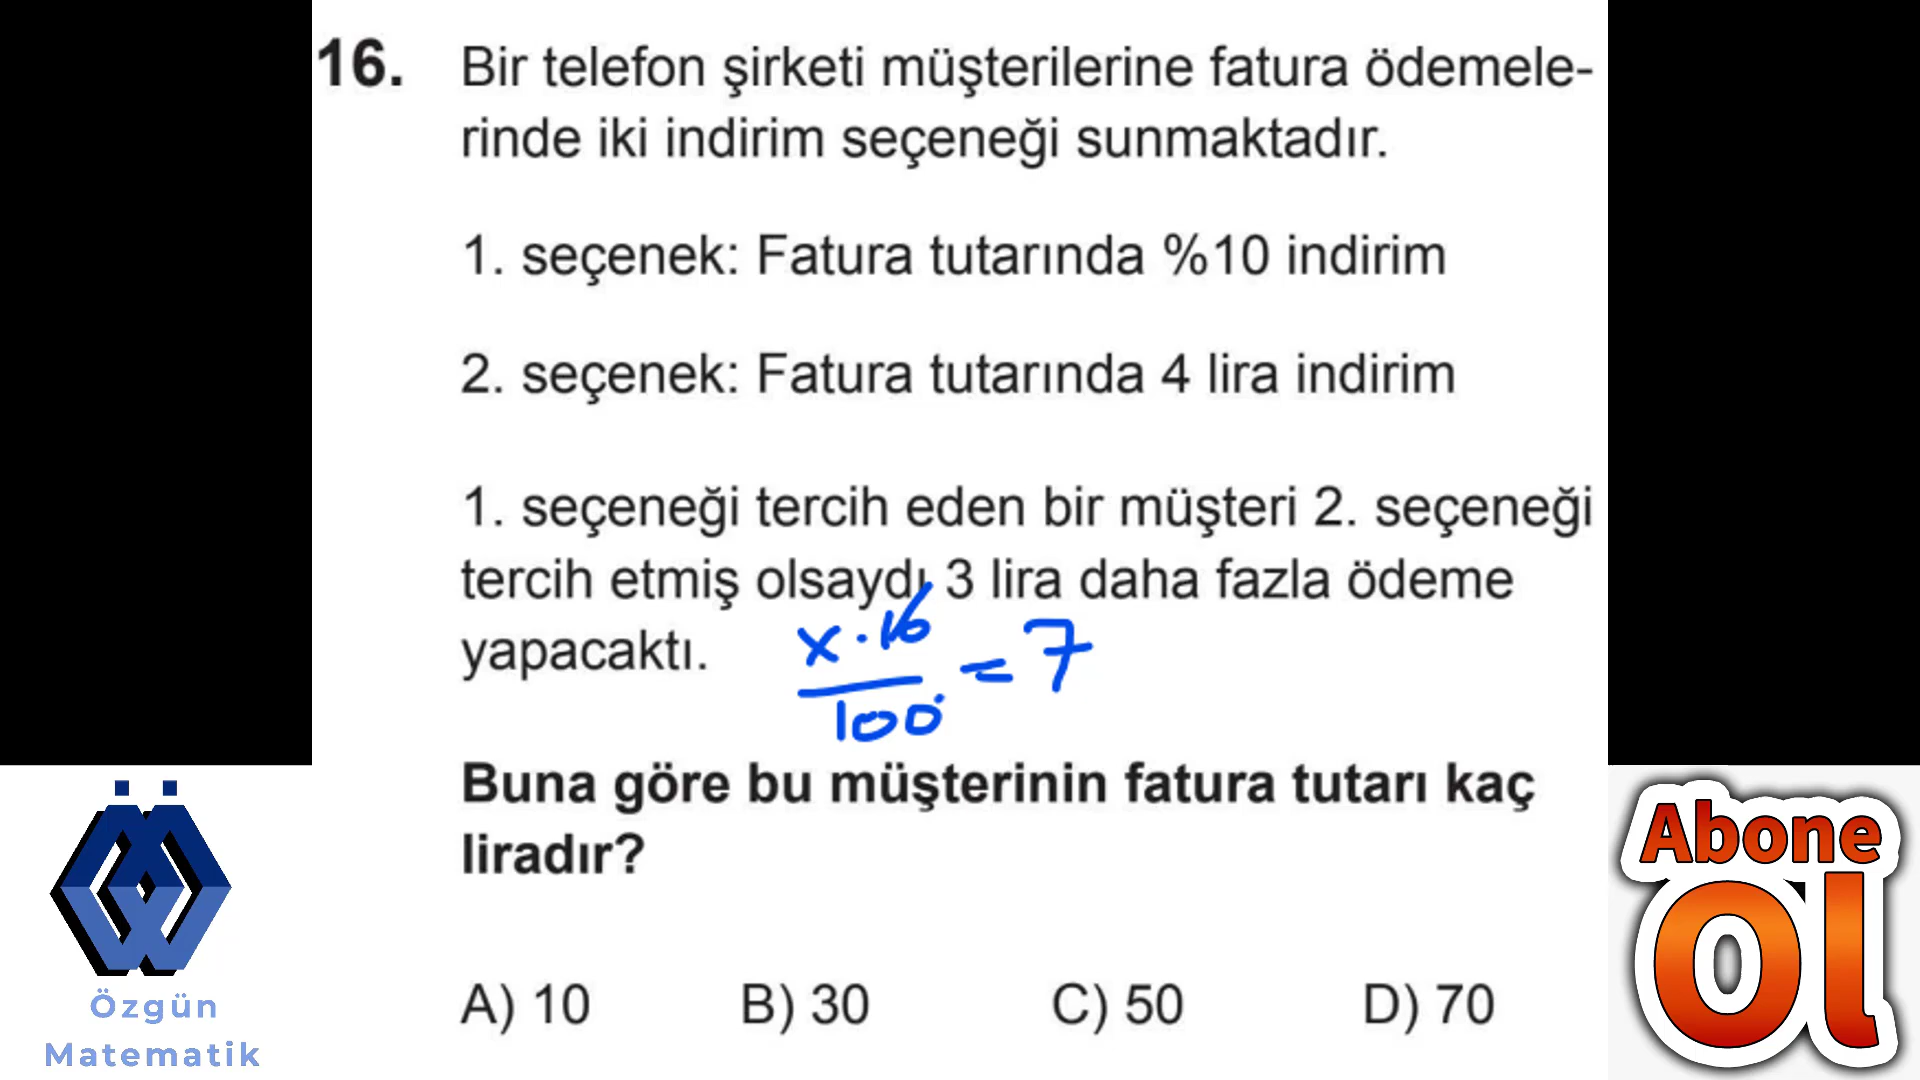 16. Bir telefon şirketi müşterilerine fatura ödemele-
rinde iki indirim seçeneği sunmaktadır.
1. seçenek: Fatura tutarında %10 indirim
2. seçenek: Fatura tutarında 4 lira indirim
1. seçeneği tercih eden bir müşteri 2. seçeneği
tercih etmiş olsaydı 3 lira daha fazla ödeme
yapacaktı.
x.10/100 = 7
Buna göre bu müşterinin fatura tutarı kaç
liradır?
A) 10 B) 30 C) 50 D) 70
Özgün
Matematik
Abone
Ol